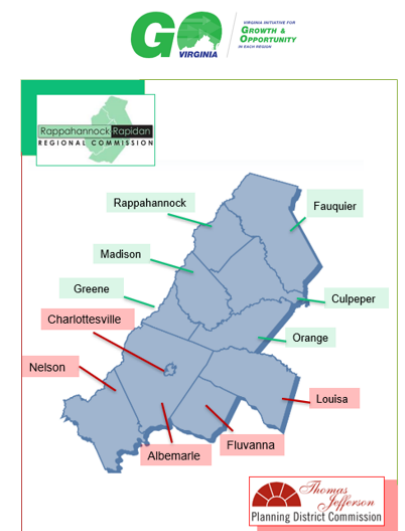 GO
VIRGINIA
VIRGINIA INITIATIVE FOR
GROWTH &
OPPORTUNITY
IN EACH REGION
Rappahannock Rapidan
REGIONAL COMMISSION
Rappahannock
Fauquier
Madison
Greene
Culpeper
Charlottesville
Orange
Nelson
Louisa
Fluvanna
Albemarle
Thomas
Jefferson
Planning District Commission